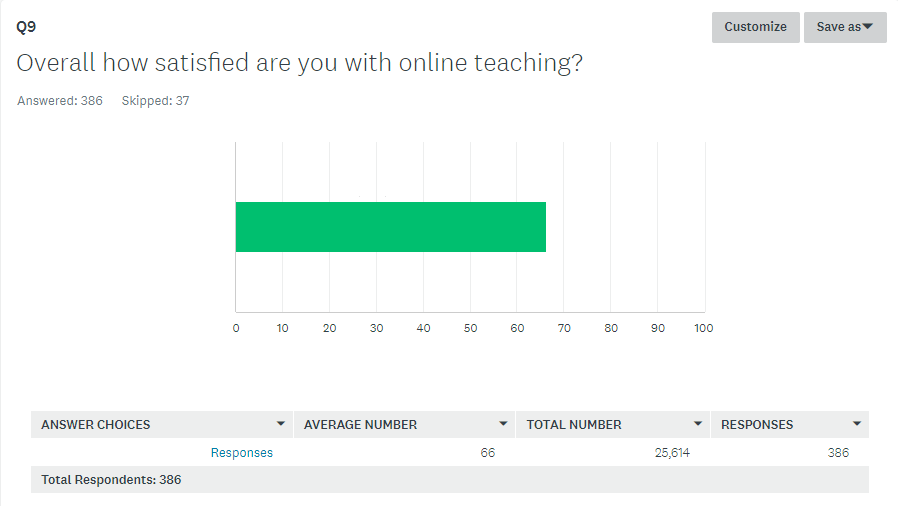 Q9
Customize
Save as
Overall how satisfied are you with online teaching?
Answered: 386 Skipped: 37
0 10 20 30 40 50 60 70 80 90 100
ANSWER CHOICES AVERAGE NUMBER TOTAL NUMBER RESPONSES
Responses 66 25,614 386
Total Respondents: 386